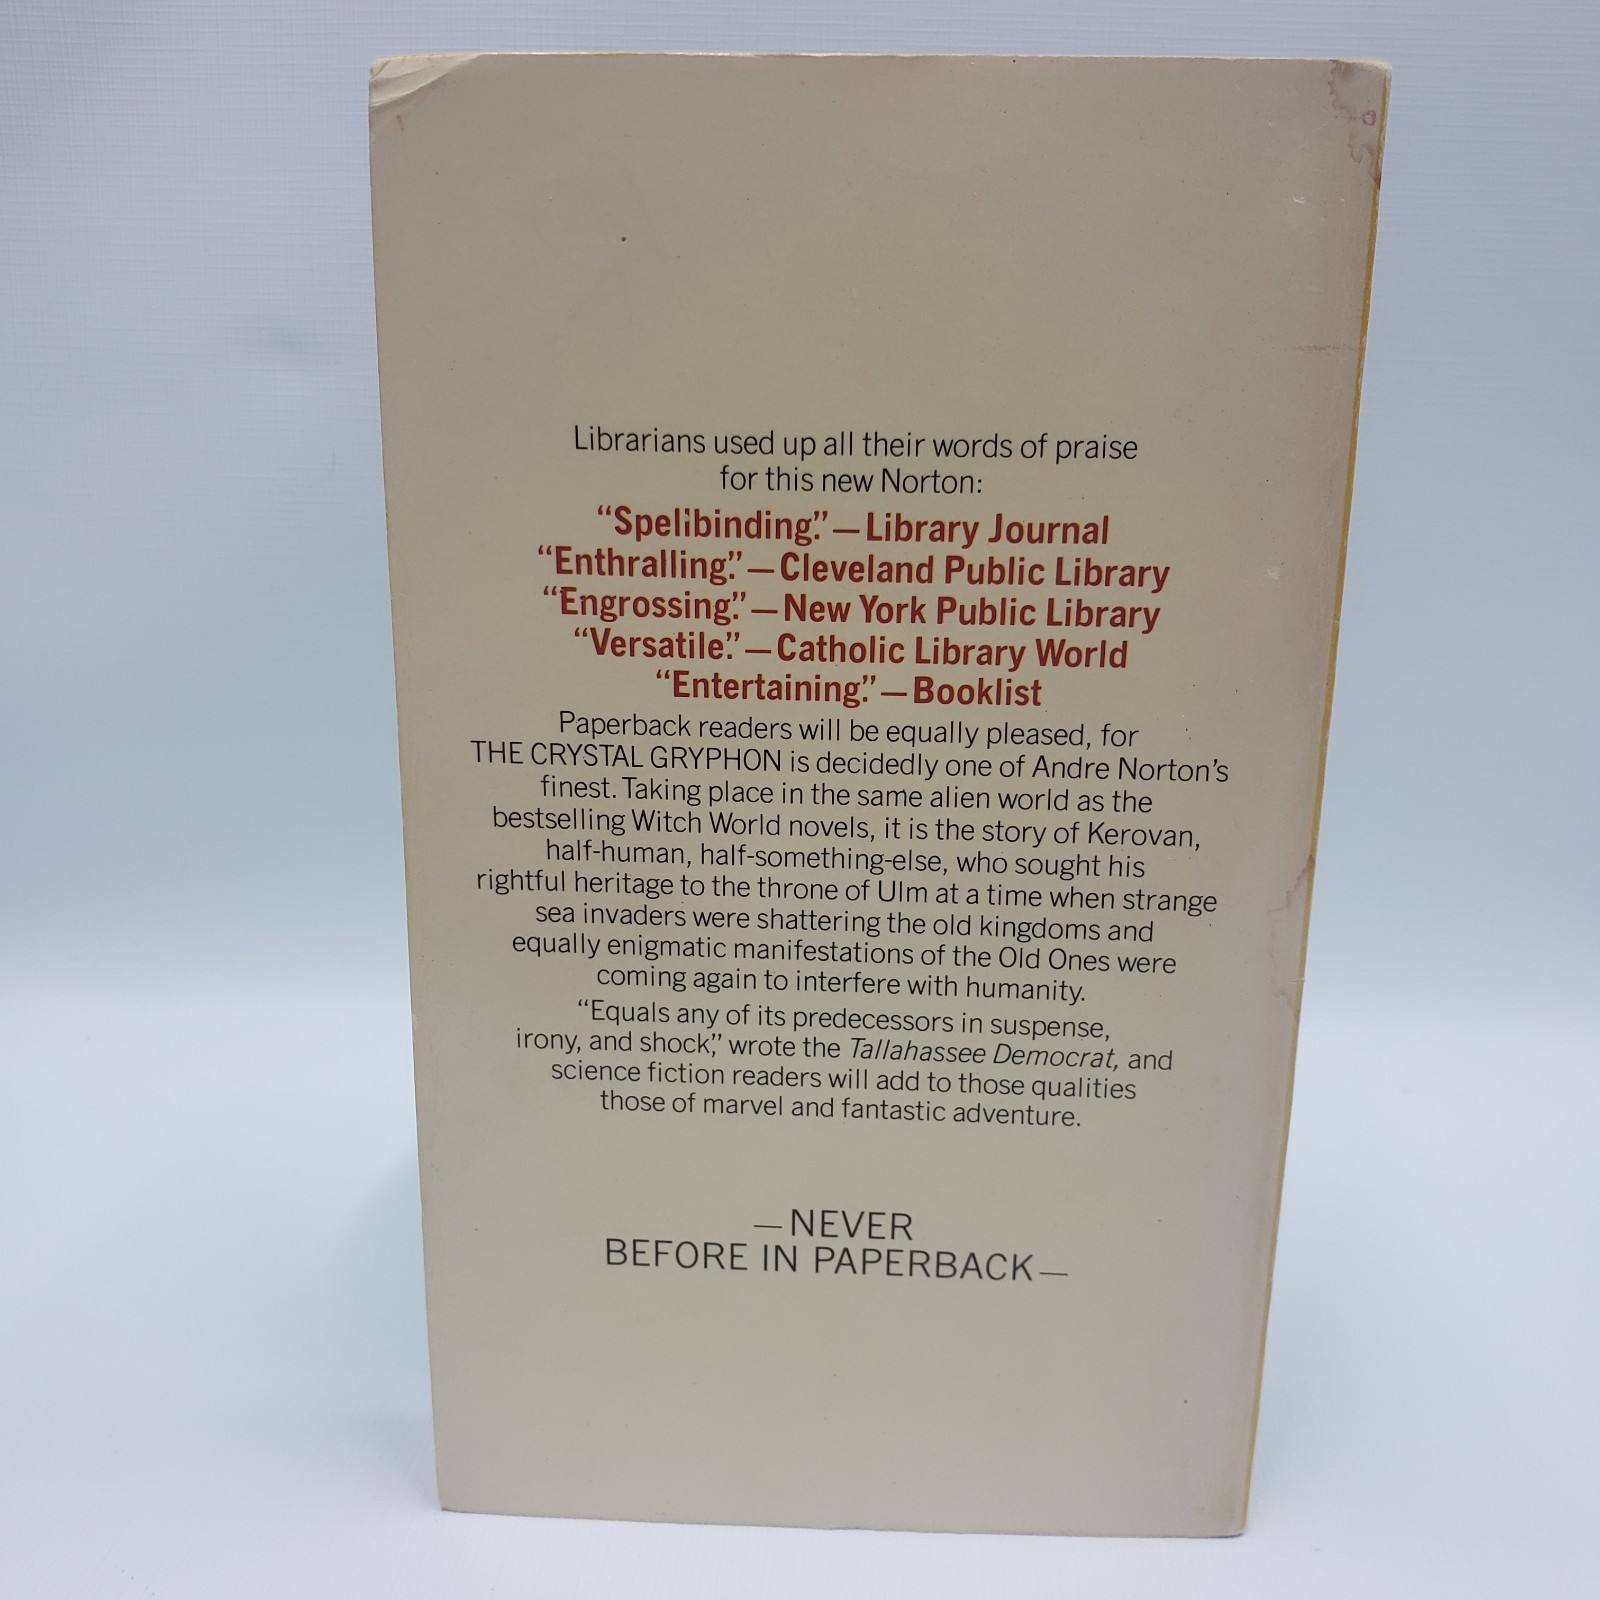 Librarians used up all their words of praise
for this new Norton:
“Spellbinding.”—Library Journal
“Enthralling.”—Cleveland Public Library
“Engrossing.”—New York Public Library
“Versatile.”—Catholic Library World
“Entertaining.”—Booklist
Paperback readers will be equally pleased, for
THE CRYSTAL GRYPHON is decidedly one of Andre Norton’s
finest. Taking place in the same alien world as the
bestselling Witch World novels, it is the story of Kerovan,
half-human, half-something-else, who sought his
rightful heritage to the throne of Ulm at a time when strange
sea invaders were shattering the old kingdoms and
equally enigmatic manifestations of the Old Ones were
coming again to interfere with humanity.
“Equals any of its predecessors in suspense,
irony, and shock,” wrote the Tallahassee Democrat, and
science fiction readers will add to those qualities
those of marvel and fantastic adventure.
—NEVER
BEFORE IN PAPERBACK—